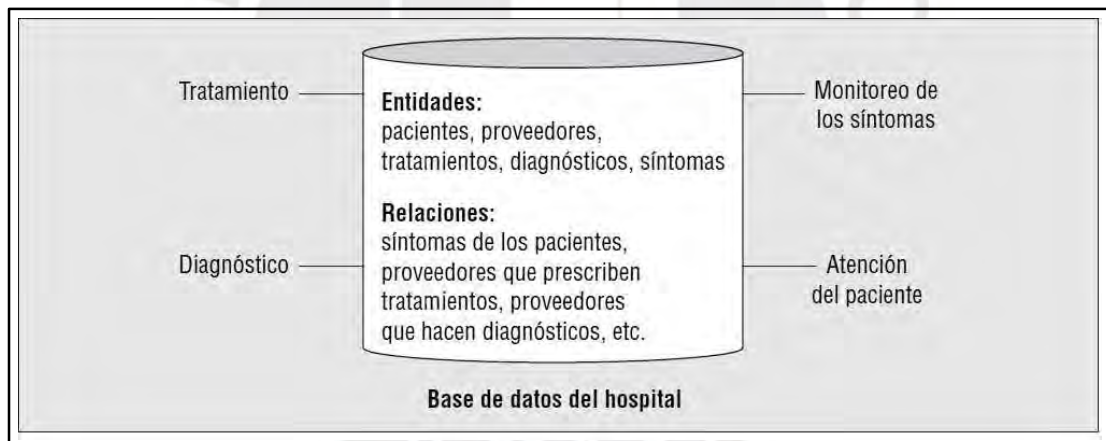 Tratamiento
Entidades:
pacientes, proveedores,
tratamientos, diagnósticos, síntomas
Monitoreo de
los síntomas
Relaciones:
síntomas de los pacientes,
proveedores que prescriben
tratamientos, proveedores
que hacen diagnósticos, etc.
Diagnóstico
Atención
del paciente
Base de datos del hospital